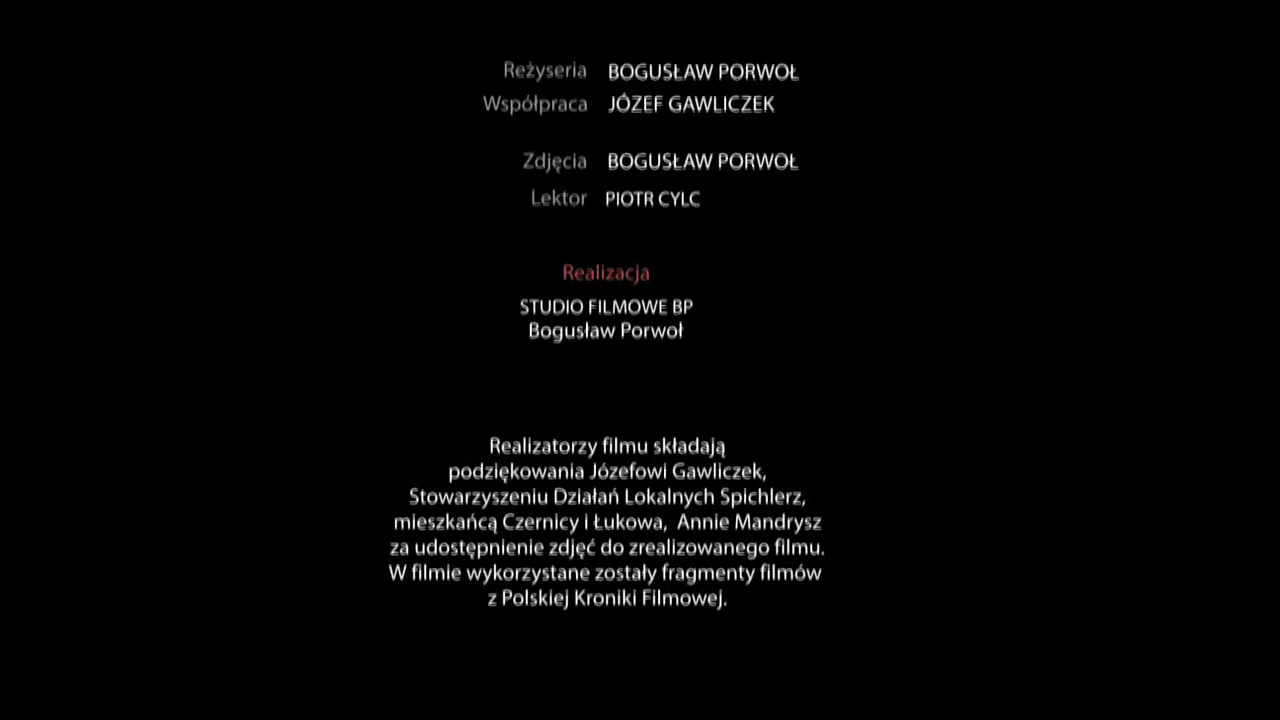 Reżyseria BOGUSŁAW PORWOŁ
Współpraca JÓZEF GAWLICZEK
Zdjęcia BOGUSŁAW PORWOŁ
Lektor PIOTR CYLC
Realizacja
STUDIO FILMOWE BP
Bogusław Porwoł
Realizatorzy filmu składają
podziękowania Józefowi Gawliczek,
Stowarzyszeniu Działań Lokalnych Spichlerz,
mieszkańcą Czernicy i Łukowa, Annie Mandrysz
za udostępnienie zdjęć do zrealizowanego filmu.
W filmie wykorzystane zostały fragmenty filmów
z Polskiej Kroniki Filmowej.